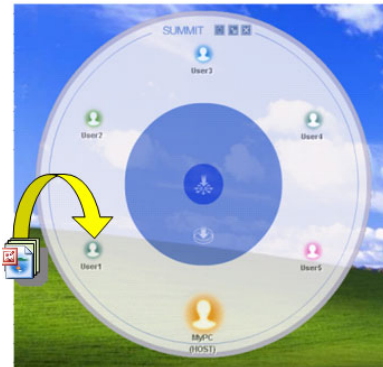 SUMMIT
User3
User2
User4
User1
User5
MyPC
(HOST)